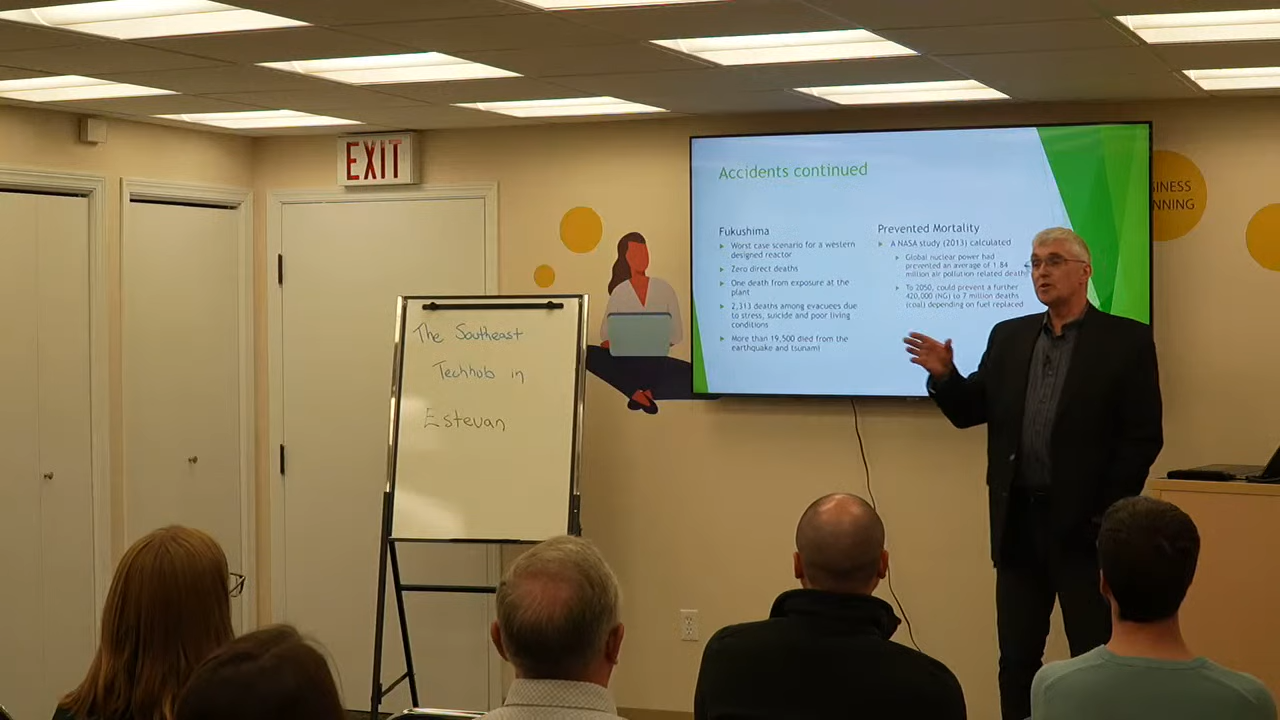 EXIT
The Southeast
Techhub in
Estevan
Accidents continued
Fukushima
Worst case scenario for a western
designed reactor
Zero direct deaths
One death from exposure at the
plant
2,313 deaths among evacuees due
to stress, suicide and poor living
conditions
More than 19,500 died from the
earthquake and tsunami
Prevented Mortality
A NASA study (2013) calculated
Global nuclear power had
prevented an average of 1.84
million air pollution-related death
To 2050, could prevent a further
420,000 (NG) to 7 million deaths
(coal) depending on fuel replaced
INESS
NNING